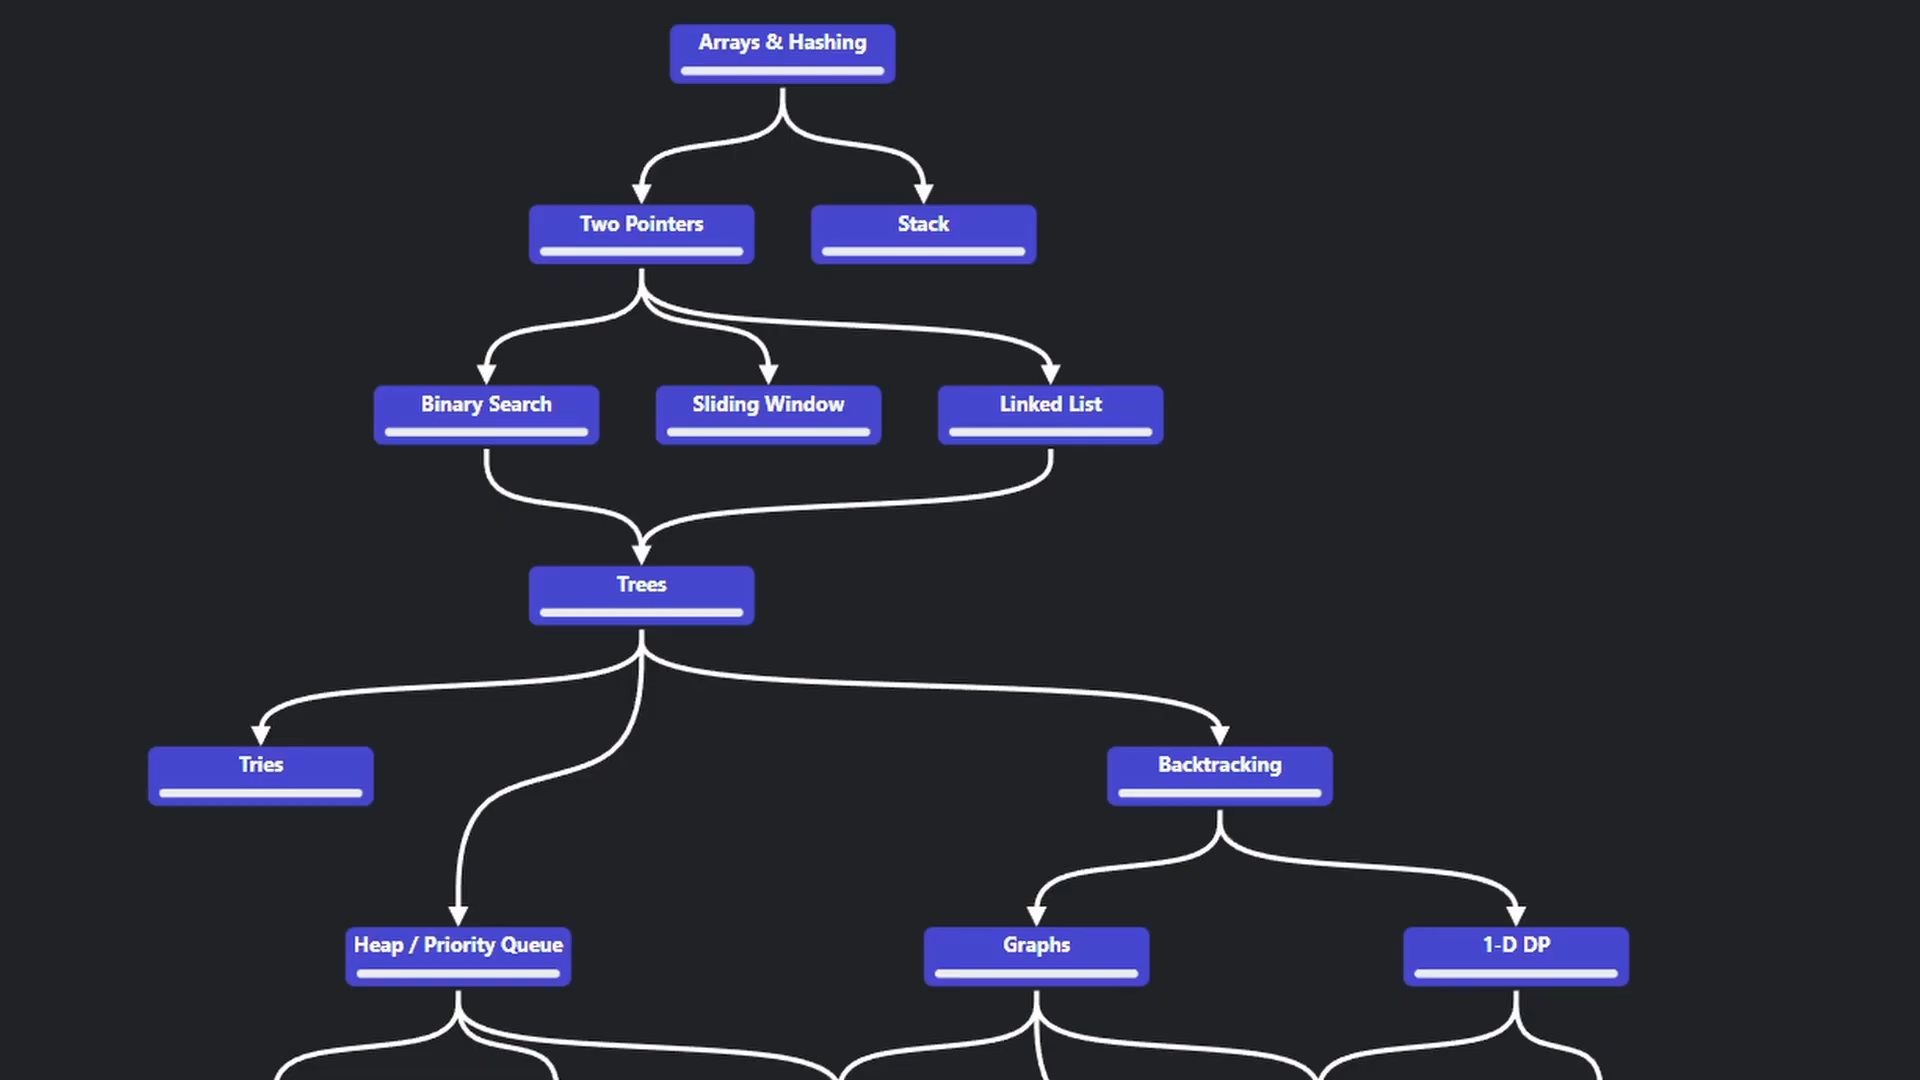 Arrays & Hashing
Two Pointers
Stack
Binary Search
Sliding Window
Linked List
Trees
Tries
Backtracking
Heap / Priority Queue
Graphs
1-D DP